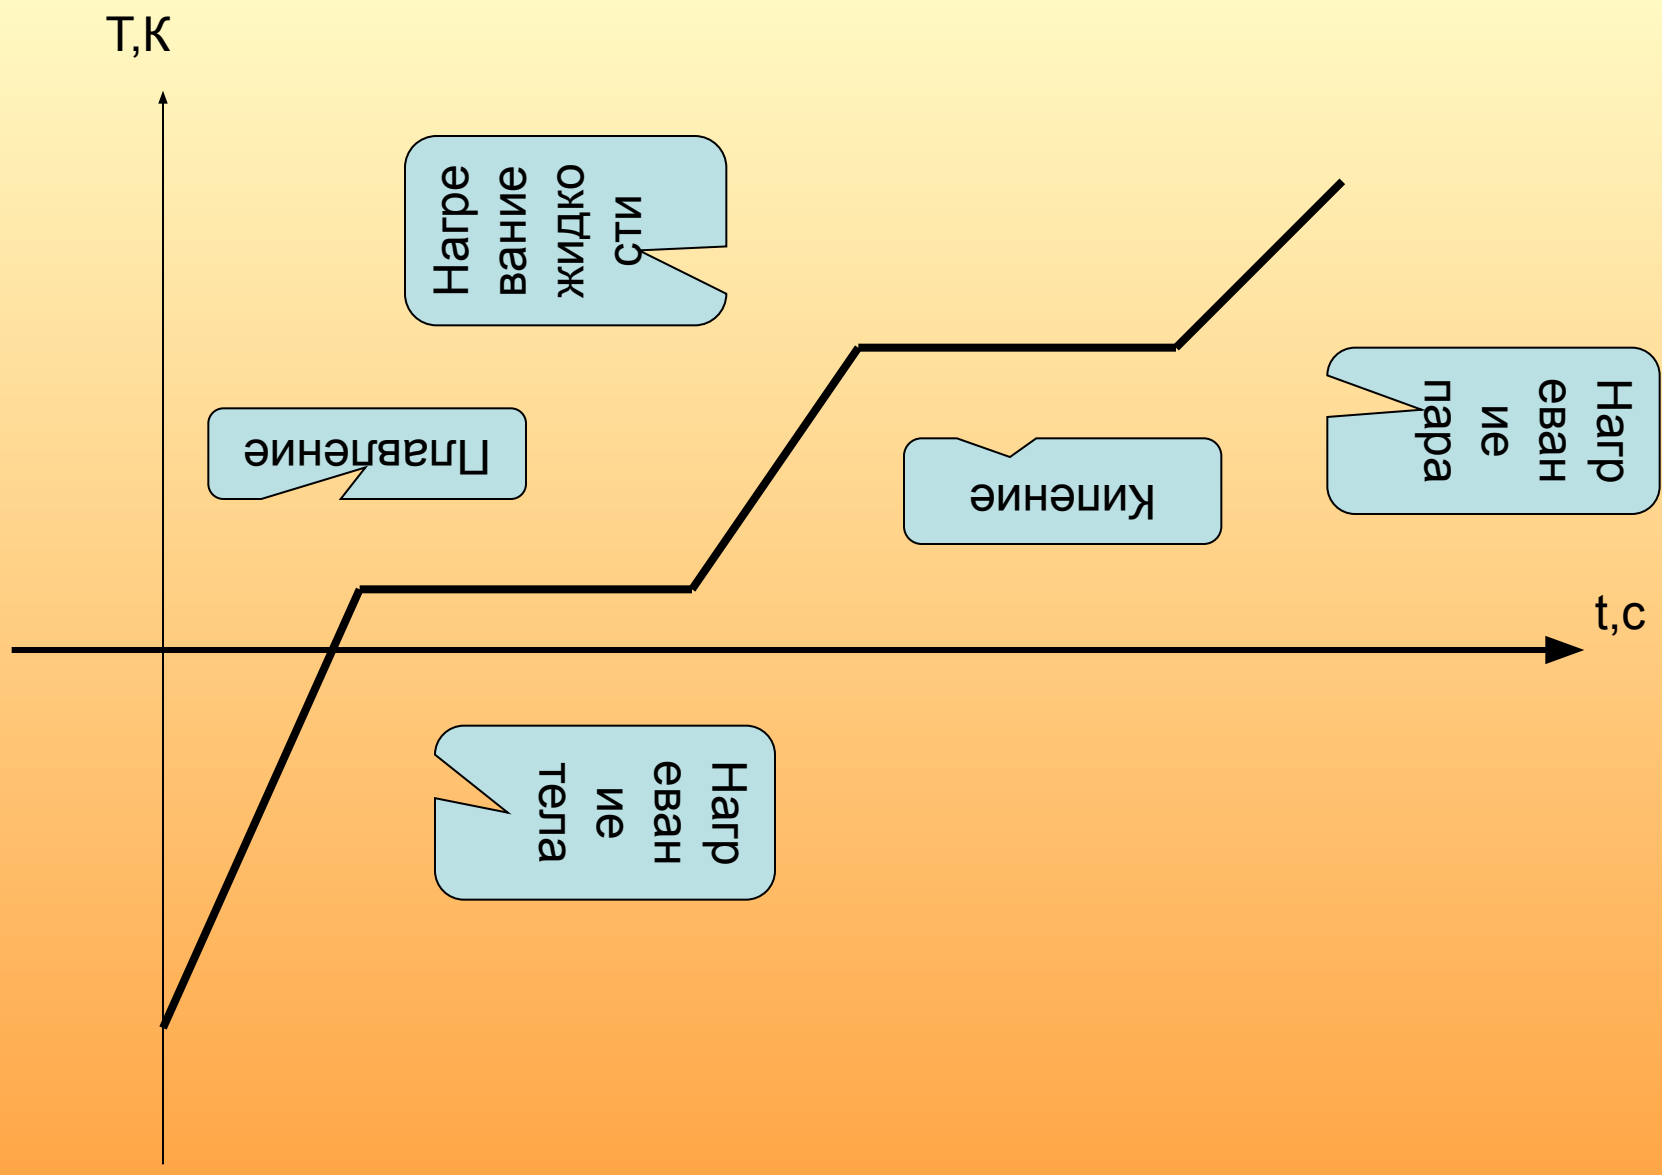 Т,К
Нагре
вание
жидко
сти
Плавление
Кипение
Нагр
еван
ие
пара
t,с
Нагр
еван
ие
тела